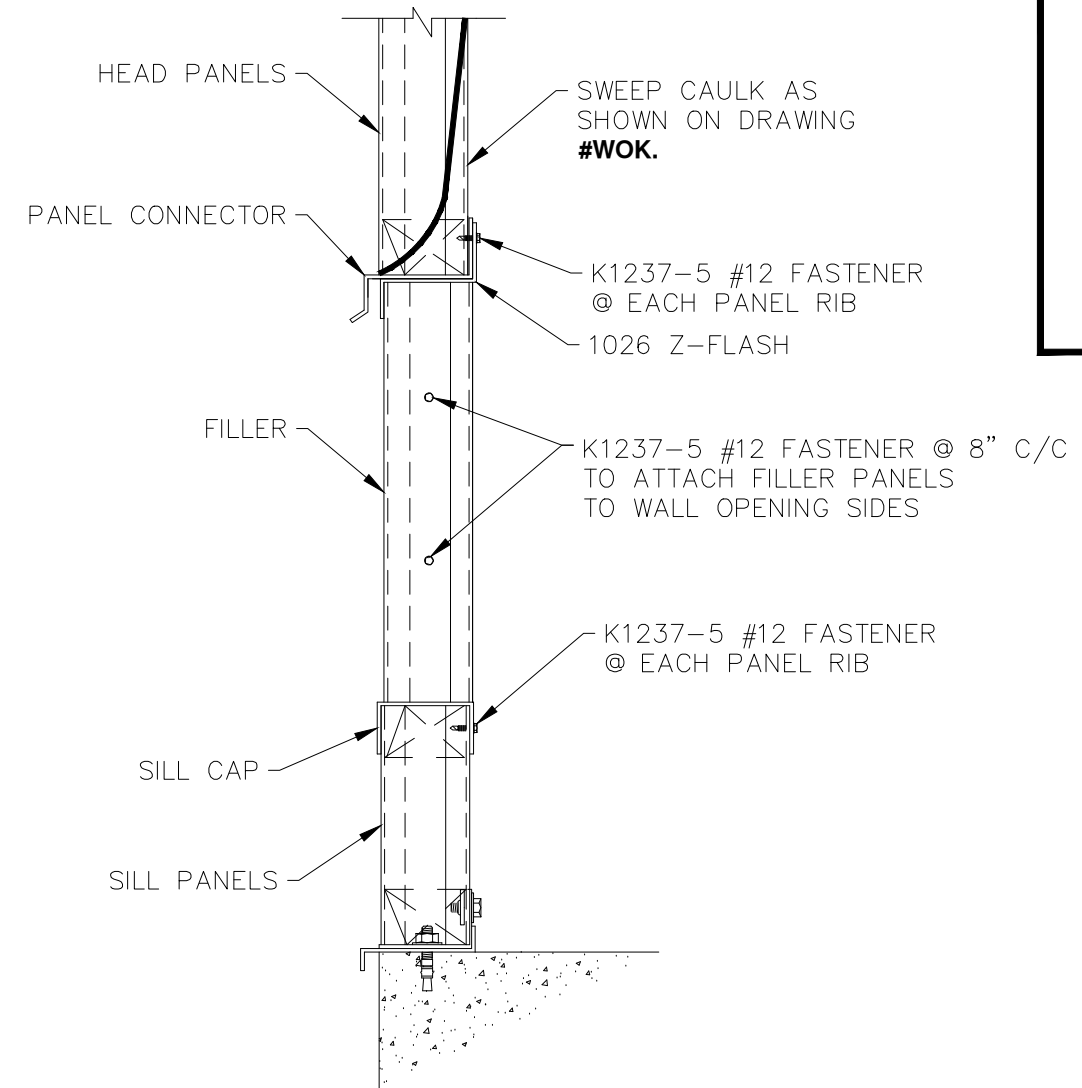 HEAD PANELS
SWEEP CAULK AS
SHOWN ON DRAWING
#WOK.
PANEL CONNECTOR
K1237-5 #12 FASTENER
@ EACH PANEL RIB
1026 Z-FLASH
FILLER
K1237-5 #12 FASTENER @ 8" C/C
TO ATTACH FILLER PANELS
TO WALL OPENING SIDES
K1237-5 #12 FASTENER
@ EACH PANEL RIB
SILL CAP
SILL PANELS